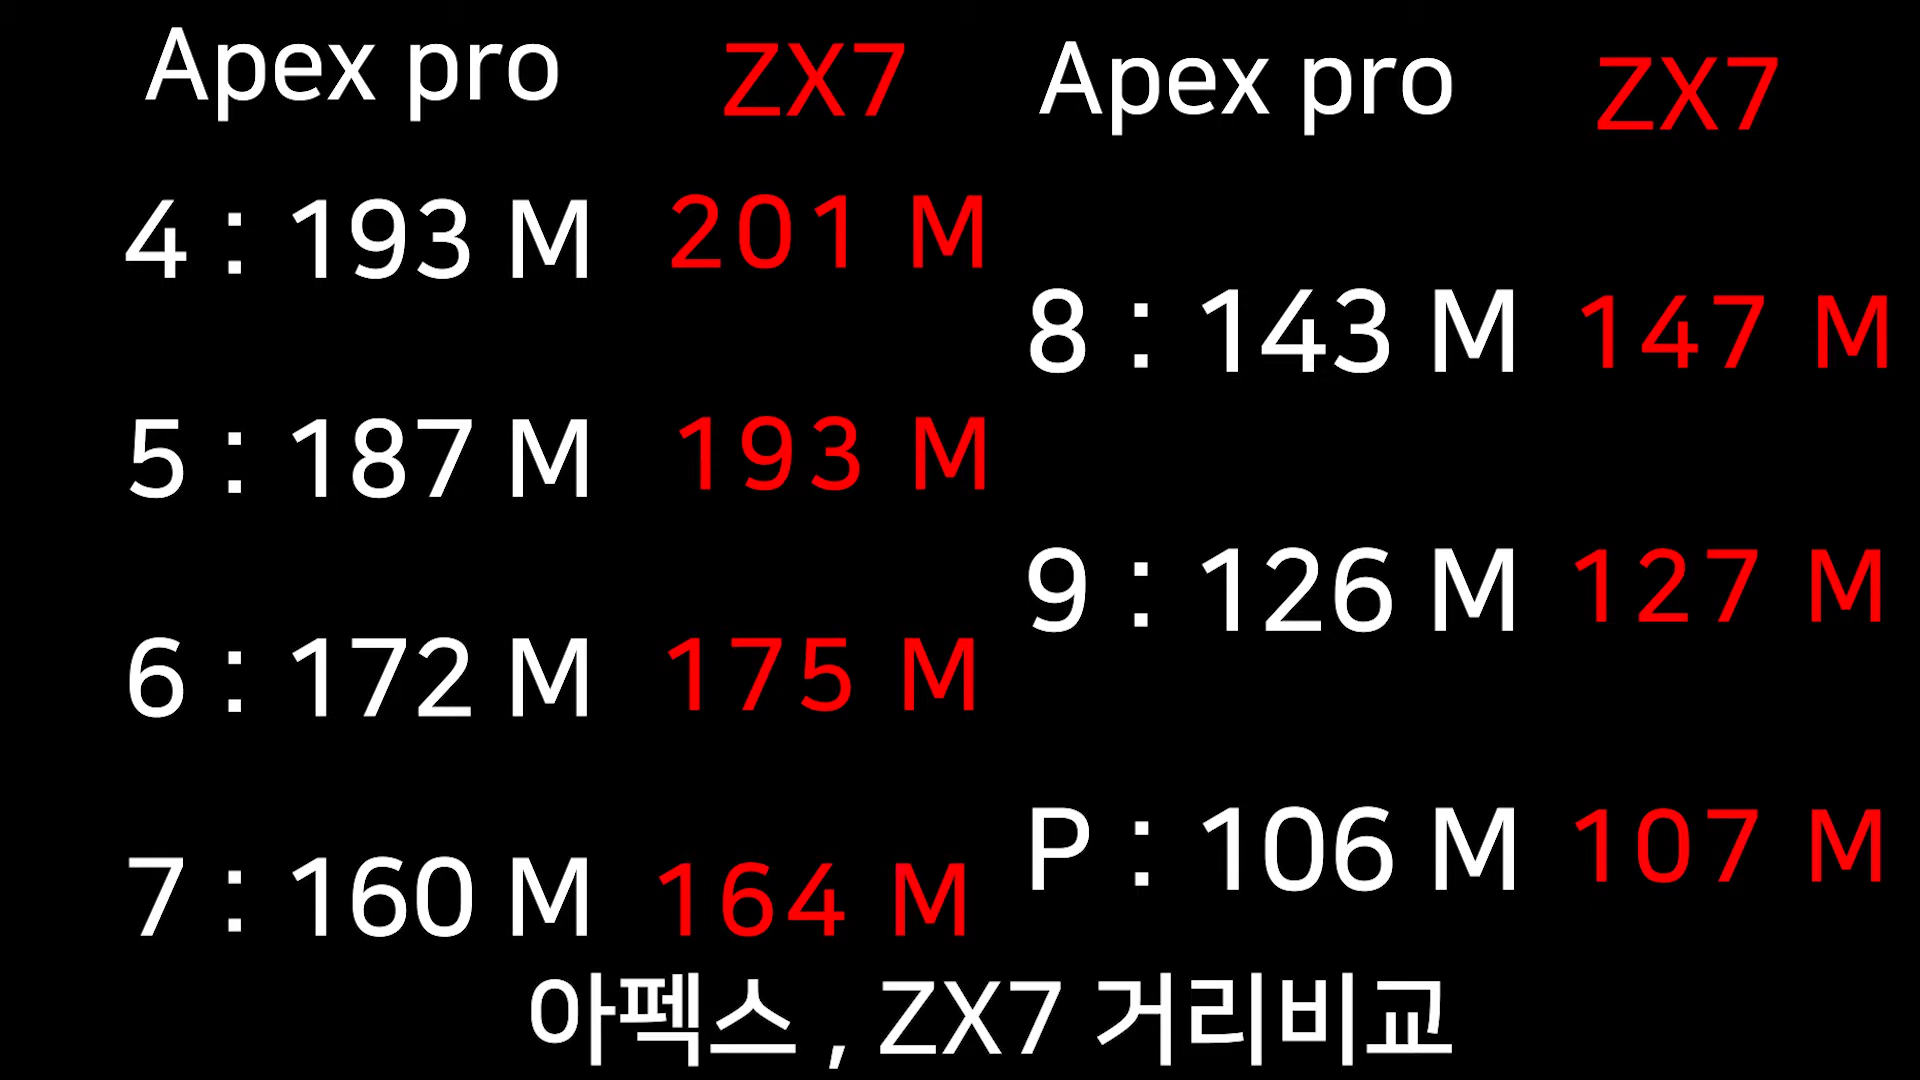 Apex pro ZX7
4 : 193 M 201 M
5 : 187 M 193 M
6 : 172 M 175 M
7 : 160 M 164 M
Apex pro ZX7
8 : 143 M 147 M
9 : 126 M 127 M
P : 106 M 107 M
아펙스 , ZX7 거리비교